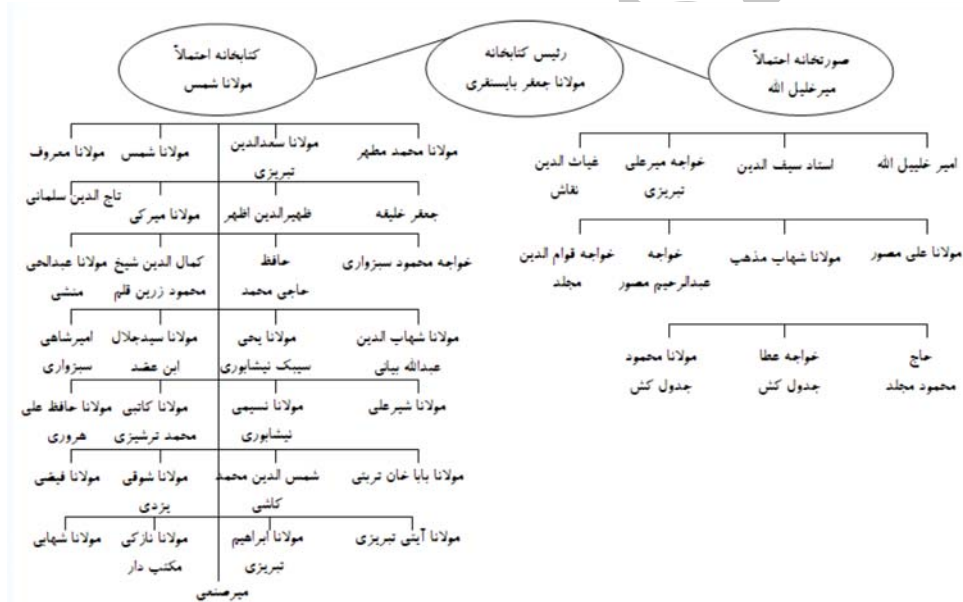 صورتخانه احتمالاً
میرخلیل الله
رئیس کتابخانه
مولانا جعفر بایسنقری
کتابخانه احتمالاً
مولانا شمس
امیر خلییل الله
استاد سیف الدین
خواجه میرعلی
تبریزی
غیاث الدین
نقاش
مولانا علی مصور
مولانا شهاب مذهب
خواجه
عبدالرحیم مصور
خواجه قوام الدین
مجلد
حاج
محمود مجلد
خواجه عطا
جدول کش
مولانا محمود
جدول کش
مولانا محمد مطهر
مولانا سعدالدین
تبریزی
مولانا شمس
مولانا معروف
جعفر خلیفه
ظهیرالدین اظهر
مولانا میرکی
تاج الدین سلمانی
خواجه محمود سبزواری
حافظ
حاجی محمد
کمال الدین شیخ
محمود زرین قلم
مولانا عبدالحی
منشی
مولانا شهاب الدین
عبدالله بیانی
مولانا یحی
سیبک نیشابوری
مولانا سیدجلال
ابن عضد
امیرشاهی
سبزواری
مولانا شیرعلی
مولانا نسیمی
نیشابوری
مولانا کاتبی
محمد ترشیزی
مولانا حافظ علی
هروری
مولانا بابا خان تربتی
شمس الدین محمد
کاشی
مولانا شوقی
یزدی
مولانا فیضی
مولانا آیتی تبریزی
مولانا ابراهیم
تبریزی
مولانا نازکی
مکتب دار
مولانا شهابی
میرصنعی